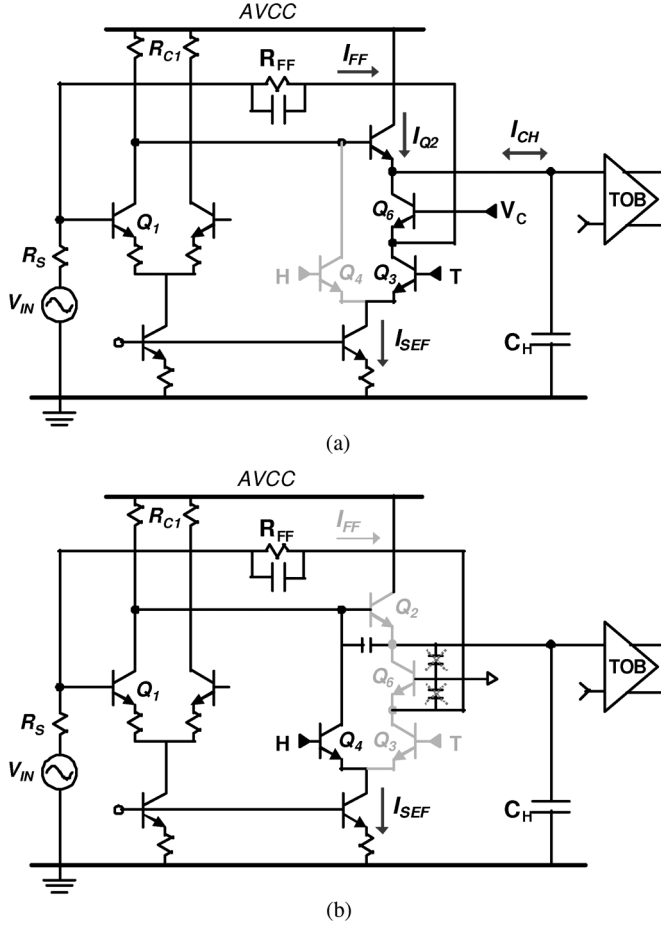 AVCC
R_C1
R_FF
I_FF
I_Q2
I_CH
Q_1
Q_6
V_C
TOB
R_S
H
Q_4
Q_3
T
V_IN
I_SEF
C_H
(a)
AVCC
R_C1
R_FF
I_FF
Q_2
Q_1
Q_6
TOB
R_S
H
Q_4
Q_3
T
V_IN
I_SEF
C_H
(b)